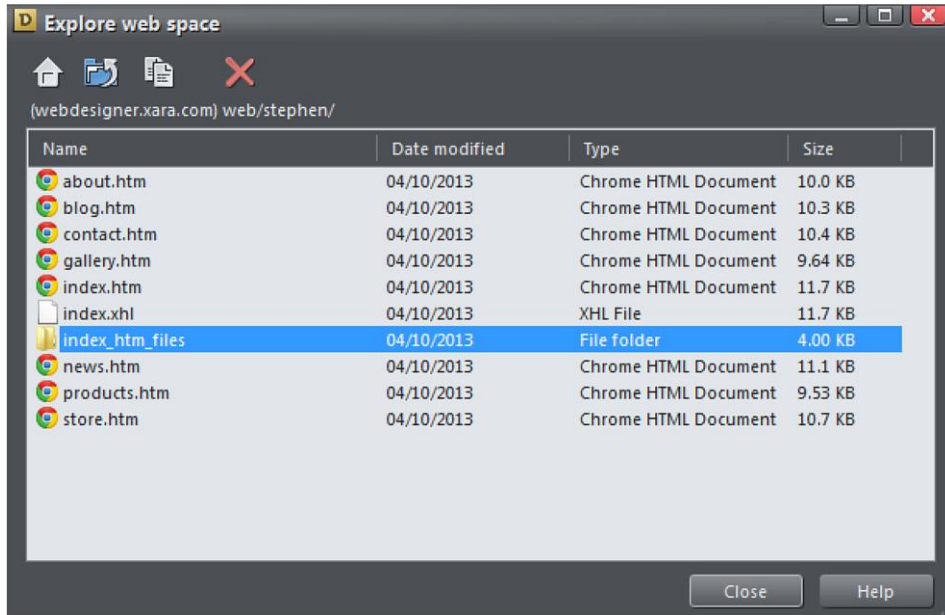 D Explore web space
(webdesigner.xara.com) web/stephen/
Name Date modified Type Size
about.htm 04/10/2013 Chrome HTML Document 10.0 KB
blog.htm 04/10/2013 Chrome HTML Document 10.3 KB
contact.htm 04/10/2013 Chrome HTML Document 10.4 KB
gallery.htm 04/10/2013 Chrome HTML Document 9.64 KB
index.htm 04/10/2013 Chrome HTML Document 11.7 KB
index.xhl 04/10/2013 XHL File 11.7 KB
index_htm_files 04/10/2013 File folder 4.00 KB
news.htm 04/10/2013 Chrome HTML Document 11.1 KB
products.htm 04/10/2013 Chrome HTML Document 9.53 KB
store.htm 04/10/2013 Chrome HTML Document 10.7 KB
Close Help